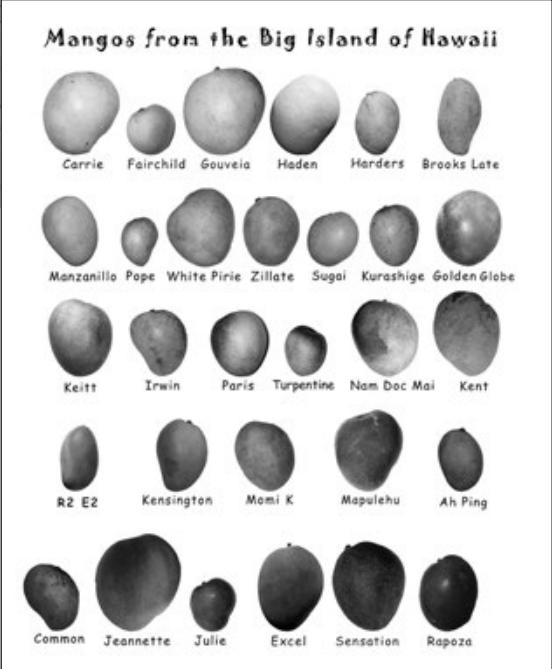 Mangos from the Big Island of Hawaii
Carrie Fairchild Gouveia Haden Harders Brooks Late
Manzanillo Pope White Pirie Zillate Sugai Kurashige Golden Globe
Keitt Irwin Paris Turpentine Nam Doc Mai Kent
R2 E2 Kensington Momi K Mapulehu Ah Ping
Common Jeannette Julie Excel Sensation Rapoza